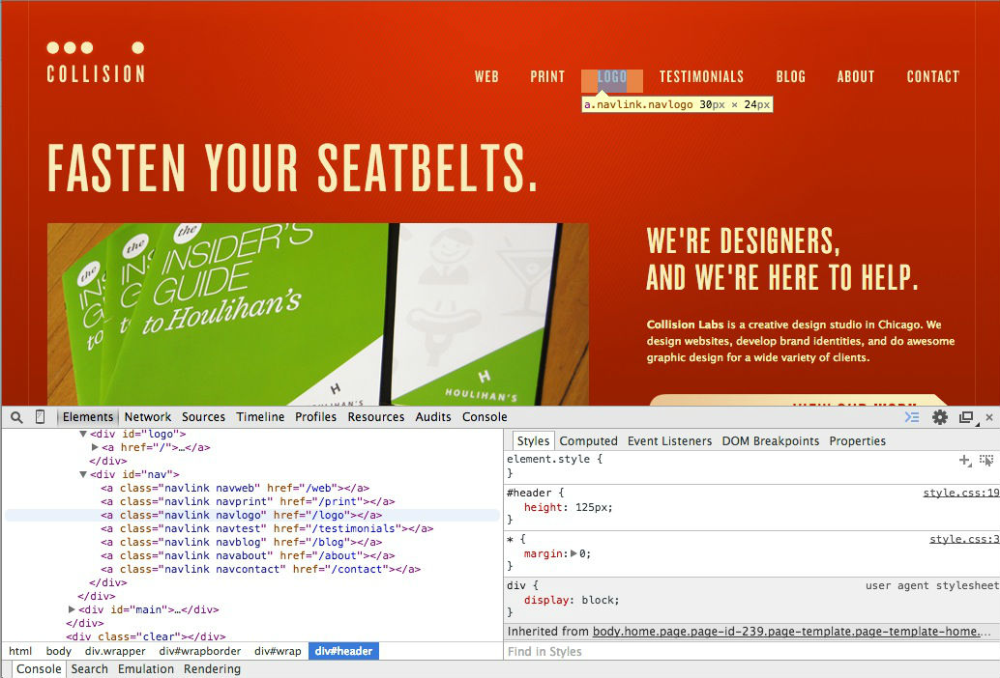 COLLISION
WEB PRINT LOGO TESTIMONIALS BLOG ABOUT CONTACT
a.navlink.navlogo 30px × 24px
FASTEN YOUR SEATBELTS.
the
INSIDER'S
GUIDE
to Houlihan's
the
the
IN
G
to
H
HOULIHAN'S
H
HOULIHAN'S
WE'RE DESIGNERS,
AND WE'RE HERE TO HELP.
Collision Labs is a creative design studio in Chicago. We
design websites, develop brand identities, and do awesome
graphic design for a wide variety of clients.
VIEW OUR WORK
Elements Network Sources Timeline Profiles Resources Audits Console
<div id="logo">
<a href="/">…</a>
</div>
<div id="nav">
<a class="navlink navweb" href="/web"></a>
<a class="navlink navprint" href="/print"></a>
<a class="navlink navlogo" href="/logo"></a>
<a class="navlink navtest" href="/testimonials"></a>
<a class="navlink navblog" href="/blog"></a>
<a class="navlink navabout" href="/about"></a>
<a class="navlink navcontact" href="/contact"></a>
</div>
</div>
<div id="main">…</div>
</div>
<div class="clear"></div>
html body div.wrapper div#wrapborder div#wrap div#header
Styles Computed Event Listeners DOM Breakpoints Properties
element.style {
}
#header { style.css:19
height: 125px;
}
* { style.css:3
margin:▶0;
}
div { user agent stylesheet
display: block;
}
Inherited from body.home.page.page-id-239.page-template.page-template-home.…
Find in Styles
Console Search Emulation Rendering